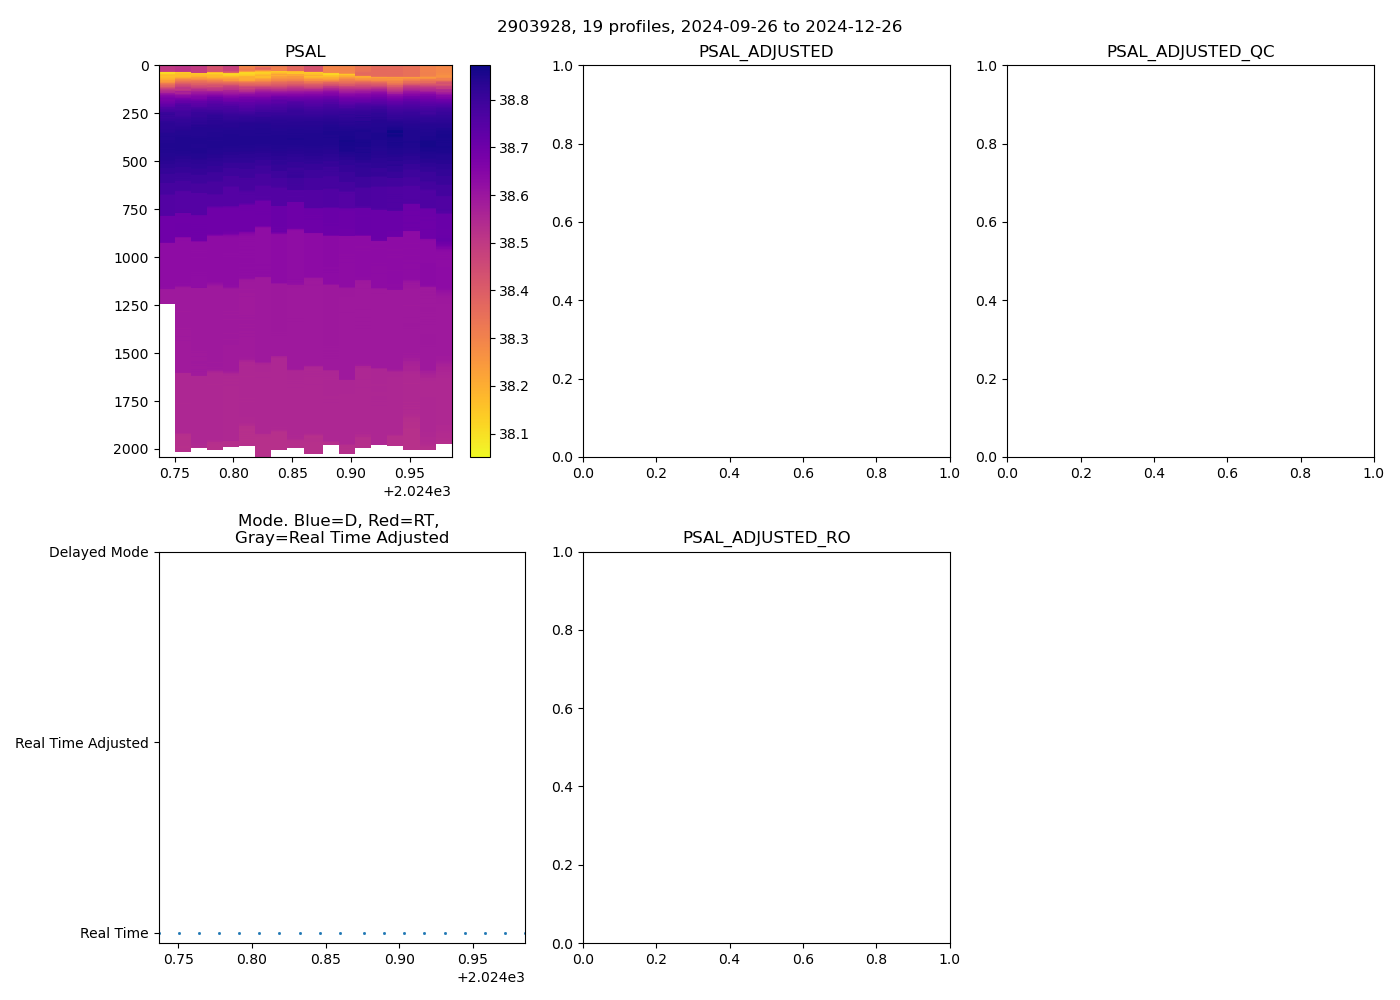 2903928, 19 profiles, 2024-09-26 to 2024-12-26
PSAL
0
250
500
750
1000
1250
1500
1750
2000
0.75 0.80 0.85 0.90 0.95
+2.024e3
38.8
38.7
38.6
38.5
38.4
38.3
38.2
38.1
PSAL_ADJUSTED
1.0
0.8
0.6
0.4
0.2
0.0
0.0 0.2 0.4 0.6 0.8 1.0
PSAL_ADJUSTED_QC
1.0
0.8
0.6
0.4
0.2
0.0
0.0 0.2 0.4 0.6 0.8 1.0
Mode. Blue=D, Red=RT,
Gray=Real Time Adjusted
Delayed Mode
Real Time Adjusted
Real Time
0.75 0.80 0.85 0.90 0.95
+2.024e3
PSAL_ADJUSTED_RO
1.0
0.8
0.6
0.4
0.2
0.0
0.0 0.2 0.4 0.6 0.8 1.0